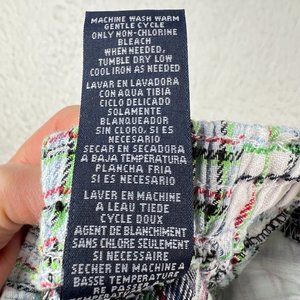 MACHINE WASH WARM
GENTLE CYCLE
ONLY NON-CHLORINE
BLEACH
WHEN NEEDED,
TUMBLE DRY LOW
COOL IRON AS NEEDED
LAVAR EN LAVADORA
CON AQUA TIBIA
CICLO DELICADO
SOLAMENTE
BLANQUEADOR
SIN CLORO, SI ES
NECESARIO
SECAR EN SECADORA
A BAJA TEMPERATURA
PLANCHA FRIA
SI ES NECESARIO
LAVER EN MACHINE
A LEAU TIEDE
CYCLE DOUX
AGENT DE BLANCHIMENT
SANS CHLORE SEULEMENT
SI NECESSAIRE
SECHER EN MACHINE A
BASSE TEMPERATURE